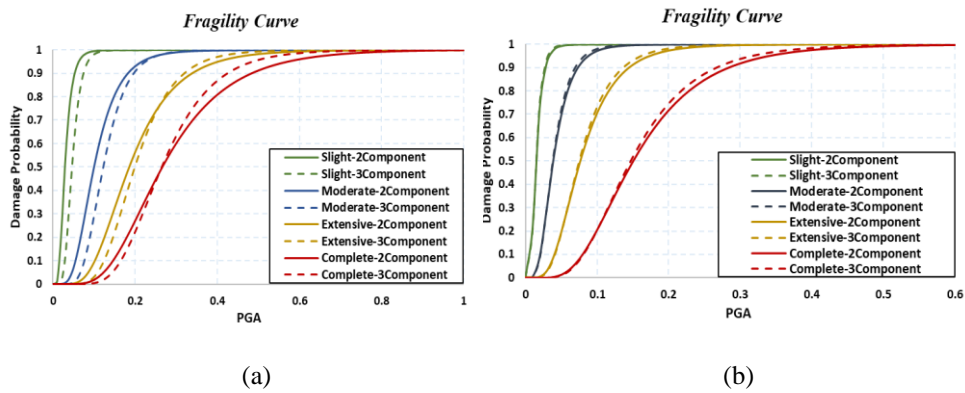 Fragility Curve
1
0.9
0.8
0.7
0.6
0.5
0.4
0.3
0.2
0.1
0
Damage Probability
Slight-2Component
Slight-3Component
Moderate-2Component
Moderate-3Component
Extensive-2Component
Extensive-3Component
Complete-2Component
Complete-3Component
0 0.2 0.4 0.6 0.8 1
PGA
(a)
Fragility Curve
1
0.9
0.8
0.7
0.6
0.5
0.4
0.3
0.2
0.1
0
Damage Probability
Slight-2Component
Slight-3Component
Moderate-2Component
Moderate-3Component
Extensive-2Component
Extensive-3Component
Complete-2Component
Complete-3Component
0 0.1 0.2 0.3 0.4 0.5 0.6
PGA
(b)